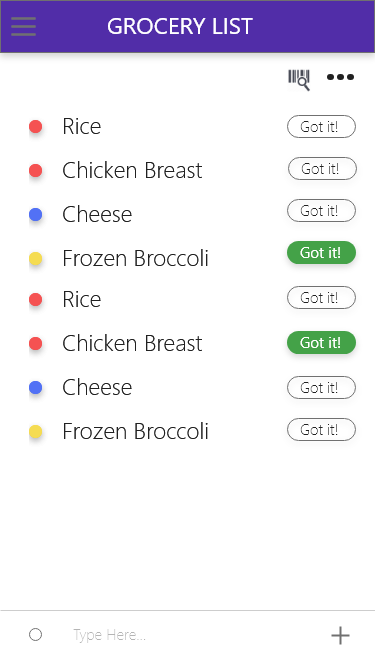 GROCERY LIST
Rice Got it!
Chicken Breast Got it!
Cheese Got it!
Frozen Broccoli Got it!
Rice Got it!
Chicken Breast Got it!
Cheese Got it!
Frozen Broccoli Got it!
Type Here...